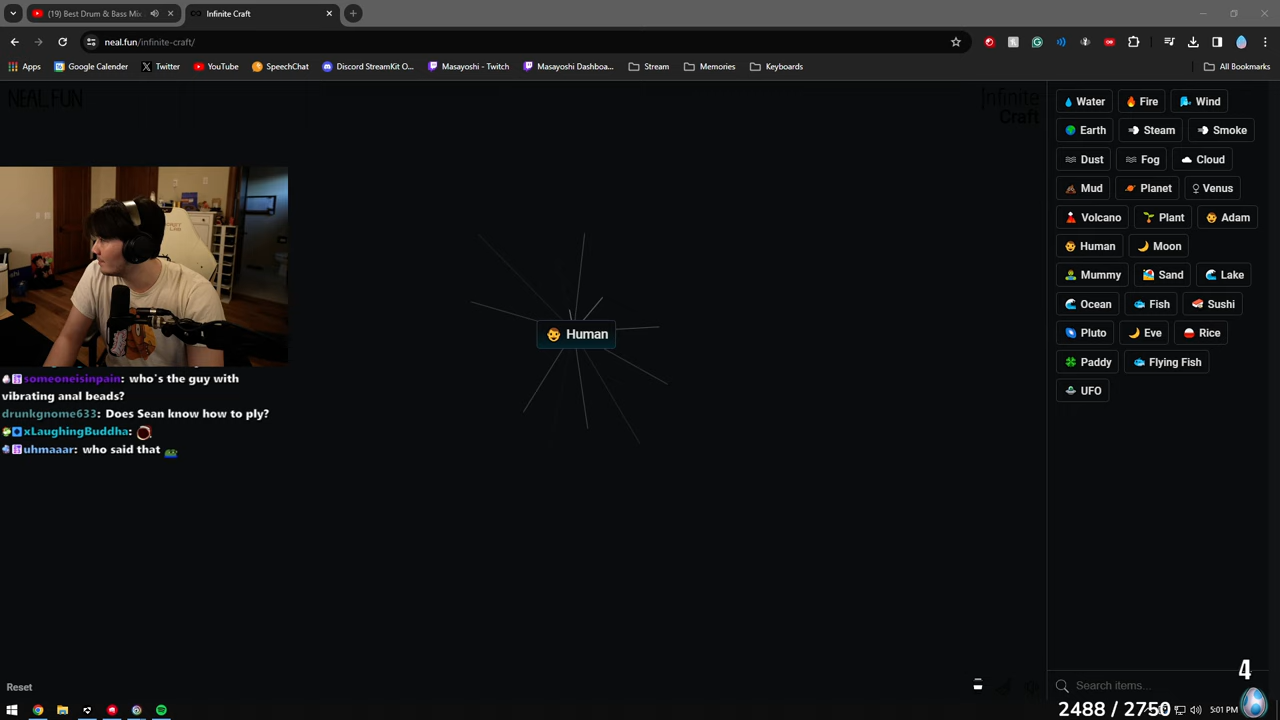 (19) Best Drum & Bass Mix
Infinite Craft
neal.fun/infinite-craft/
Apps
Google Calender
Twitter
YouTube
SpeechChat
Discord StreamKit O...
Masayoshi - Twitch
Masayoshi Dashboa...
Stream
Memories
Keyboards
All Bookmarks
NEAL.FUN
Infinite
Craft
Water
Fire
Wind
Earth
Steam
Smoke
Dust
Fog
Cloud
Mud
Planet
Venus
Volcano
Plant
Adam
Human
Moon
Mummy
Sand
Lake
Ocean
Fish
Sushi
Pluto
Eve
Rice
Paddy
Flying Fish
UFO
Human
someoneisinpain: who's the guy with
vibrating anal beads?
drunkgnome633: Does Sean know how to ply?
xLaughingBuddha:
uhmaaar: who said that
Reset
Search items...
4
2488 / 2750
5:01 PM